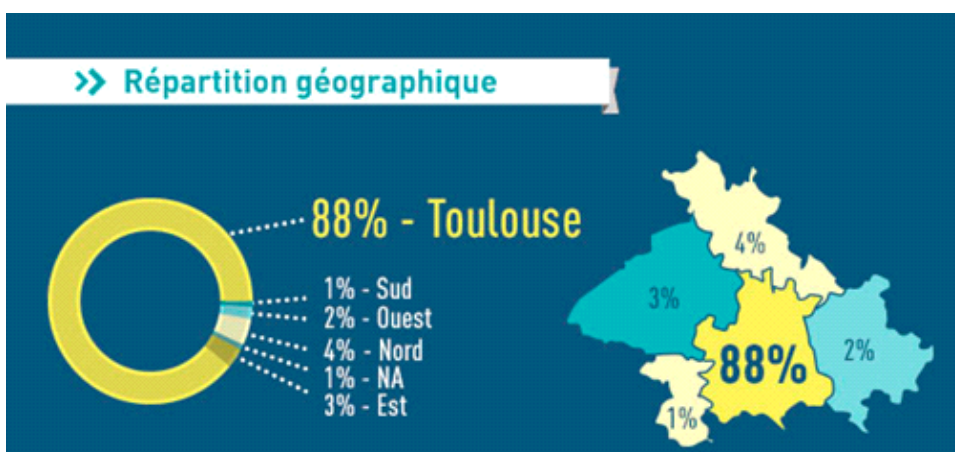 >> Répartition géographique
88% - Toulouse
1% - Sud
2% - Ouest
4% - Nord
1% - NA
3% - Est
4%
3%
88%
2%
1%